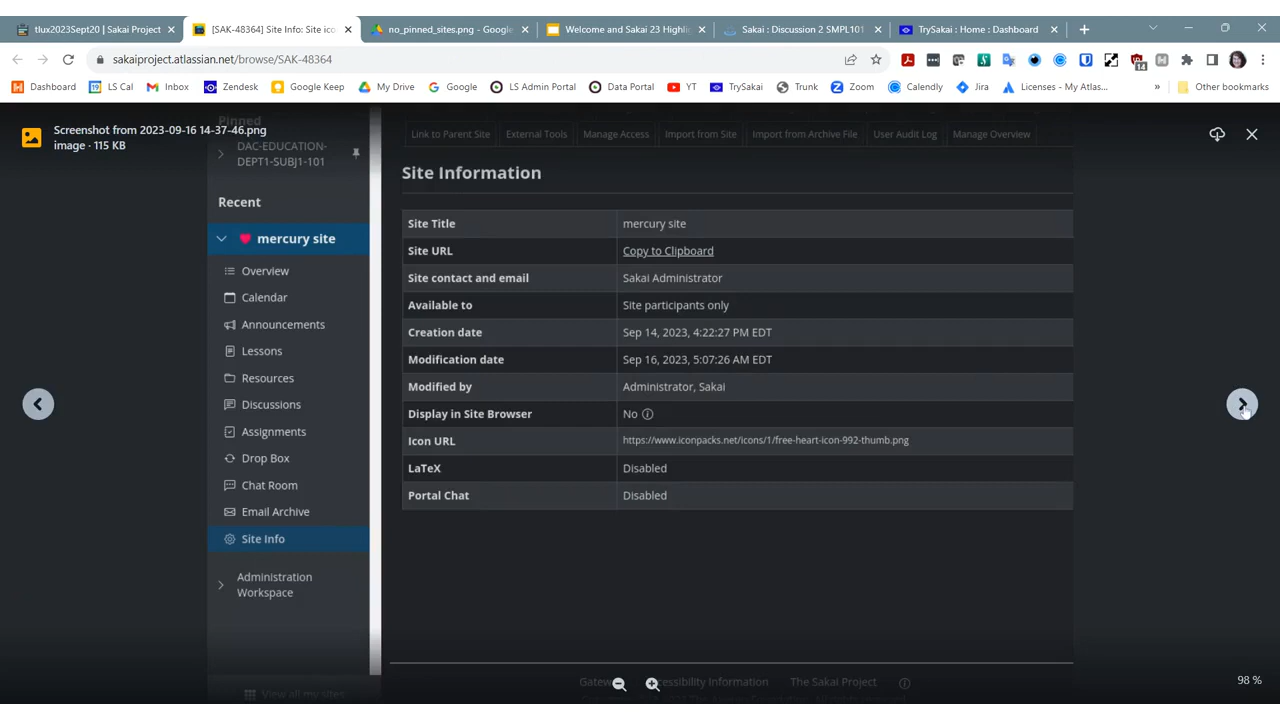 tlux2023Sept20 | Sakai Project
[SAK-48364] Site Info: Site ico
no_pinned_sites.png - Google
Welcome and Sakai 23 Highli
Sakai : Discussion 2 SMPL101
TrySakai : Home : Dashboard
sakaiproject.atlassian.net/browse/SAK-48364
14
Dashboard
LS Cal
Inbox
Zendesk
Google Keep
My Drive
Google
LS Admin Portal
Data Portal
YT
TrySakai
Trunk
Zoom
Calendly
Jira
Licenses - My Atlas...
»
Other bookmarks
Screenshot from 2023-09-16 14-37-46.png
image · 115 KB
Pinned
DAC-EDUCATION-
DEPT1-SUBJ1-101
Recent
mercury site
Overview
Calendar
Announcements
Lessons
Resources
Discussions
Assignments
Drop Box
Chat Room
Email Archive
Site Info
Administration
Workspace
View all my sites
Link to Parent Site
External Tools
Manage Access
Import from Site
Import from Archive File
User Audit Log
Manage Overview
Site Information
Site Title mercury site
Site URL Copy to Clipboard
Site contact and email Sakai Administrator
Available to Site participants only
Creation date Sep 14, 2023, 4:22:27 PM EDT
Modification date Sep 16, 2023, 5:07:26 AM EDT
Modified by Administrator, Sakai
Display in Site Browser No
Icon URL https://www.iconpacks.net/icons/1/free-heart-icon-992-thumb.png
LaTeX Disabled
Portal Chat Disabled
Information The Sakai Project
98 %